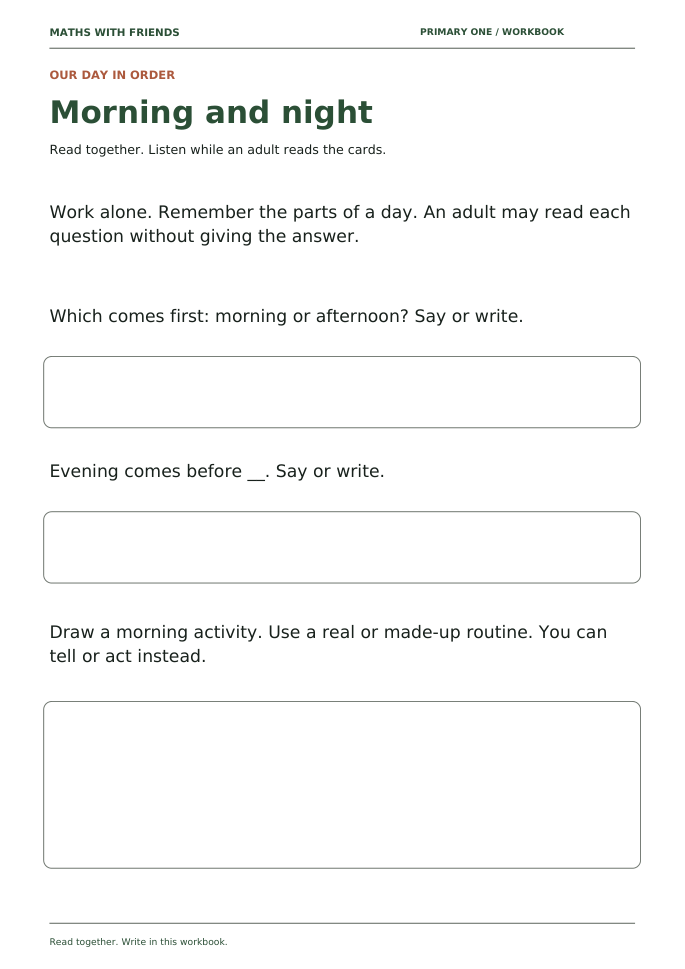 MATHS WITH FRIENDS
PRIMARY ONE / WORKBOOK
OUR DAY IN ORDER
Morning and night
Read together. Listen while an adult reads the cards.
Work alone. Remember the parts of a day. An adult may read each
question without giving the answer.
Which comes first: morning or afternoon? Say or write.
Evening comes before __. Say or write.
Draw a morning activity. Use a real or made-up routine. You can
tell or act instead.
Read together. Write in this workbook.